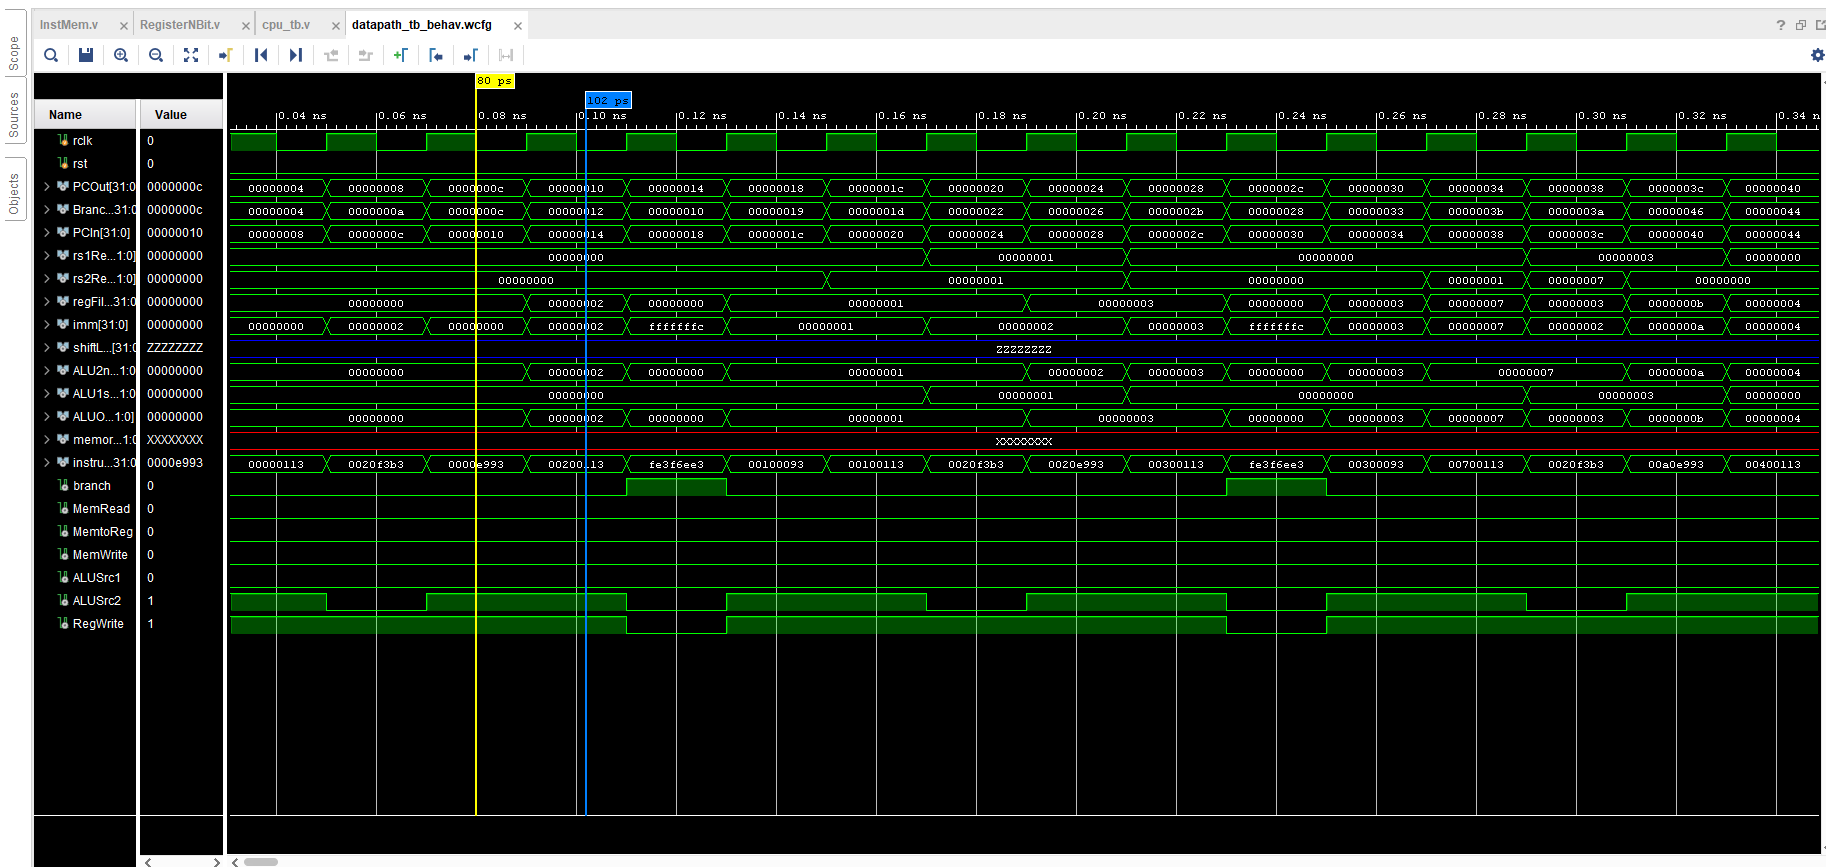 InstMem.v × RegisterNBit.v × cpu_tb.v × datapath_tb_behav.wcfg ×
Scope
Sources
Objects
80 ps
102 ps
Name Value
0.04 ns 0.06 ns 0.08 ns 0.10 ns 0.12 ns 0.14 ns 0.16 ns 0.18 ns 0.20 ns 0.22 ns 0.24 ns 0.26 ns 0.28 ns 0.30 ns 0.32 ns 0.34 n
rclk 0
rst 0
PCOut[31:0 0000000c 00000004 00000008 0000000c 00000010 00000014 00000018 0000001c 00000020 00000024 00000028 0000002c 00000030 00000034 00000038 0000003c 00000040
Branc...31:0 0000000c 00000004 0000000a 0000000c 00000012 00000010 00000019 0000001d 00000022 00000026 0000002b 00000028 00000033 0000003b 0000003a 00000046 00000044
PCIn[31:0] 00000010 00000008 0000000c 00000010 00000014 00000018 0000001c 00000020 00000024 00000028 0000002c 00000030 00000034 00000038 0000003c 00000040 00000044
rs1Re...1:0] 00000000 00000000 00000001 00000000 00000003 00000000
rs2Re...1:0] 00000000 00000000 00000001 00000000 00000001 00000007 00000000
regFil...31:0 00000000 00000000 00000002 00000000 00000001 00000003 00000000 00000003 00000007 00000003 0000000b 00000004
imm[31:0] 00000000 00000000 00000002 00000000 00000002 fffffffc 00000001 00000002 00000003 fffffffc 00000003 00000007 00000002 0000000a 00000004
shiftL...[31:0 ZZZZZZZZ ZZZZZZZZ
ALU2n...1:0] 00000000 00000000 00000002 00000000 00000001 00000002 00000003 00000000 00000003 00000007 0000000a 00000004
ALU1s...1:0] 00000000 00000000 00000001 00000000 00000003 00000000
ALUO...1:0] 00000000 00000000 00000002 00000000 00000001 00000003 00000000 00000003 00000007 00000003 0000000b 00000004
memor...1:0 XXXXXXXX XXXXXXXX
instru...31:0 0000e993 00000113 0020f3b3 0000e993 00200113 fe3f6ee3 00100093 00100113 0020f3b3 0020e993 00300113 fe3f6ee3 00300093 00700113 0020f3b3 00a0e993 00400113
branch 0
MemRead 0
MemtoReg 0
MemWrite 0
ALUSrc1 0
ALUSrc2 1
RegWrite 1